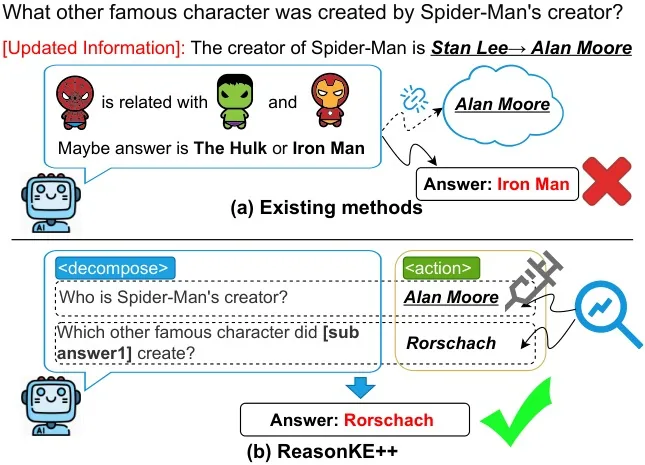 What other famous character was created by Spider-Man's creator?
[Updated Information]: The creator of Spider-Man is Stan Lee→ Alan Moore
is related with and
Maybe answer is The Hulk or Iron Man
Alan Moore
Answer: Iron Man
AI
(a) Existing methods
<decompose> <action>
Who is Spider-Man's creator? Alan Moore
Which other famous character did [sub
answer1] create?
Rorschach
AI
Answer: Rorschach
(b) ReasonKE++